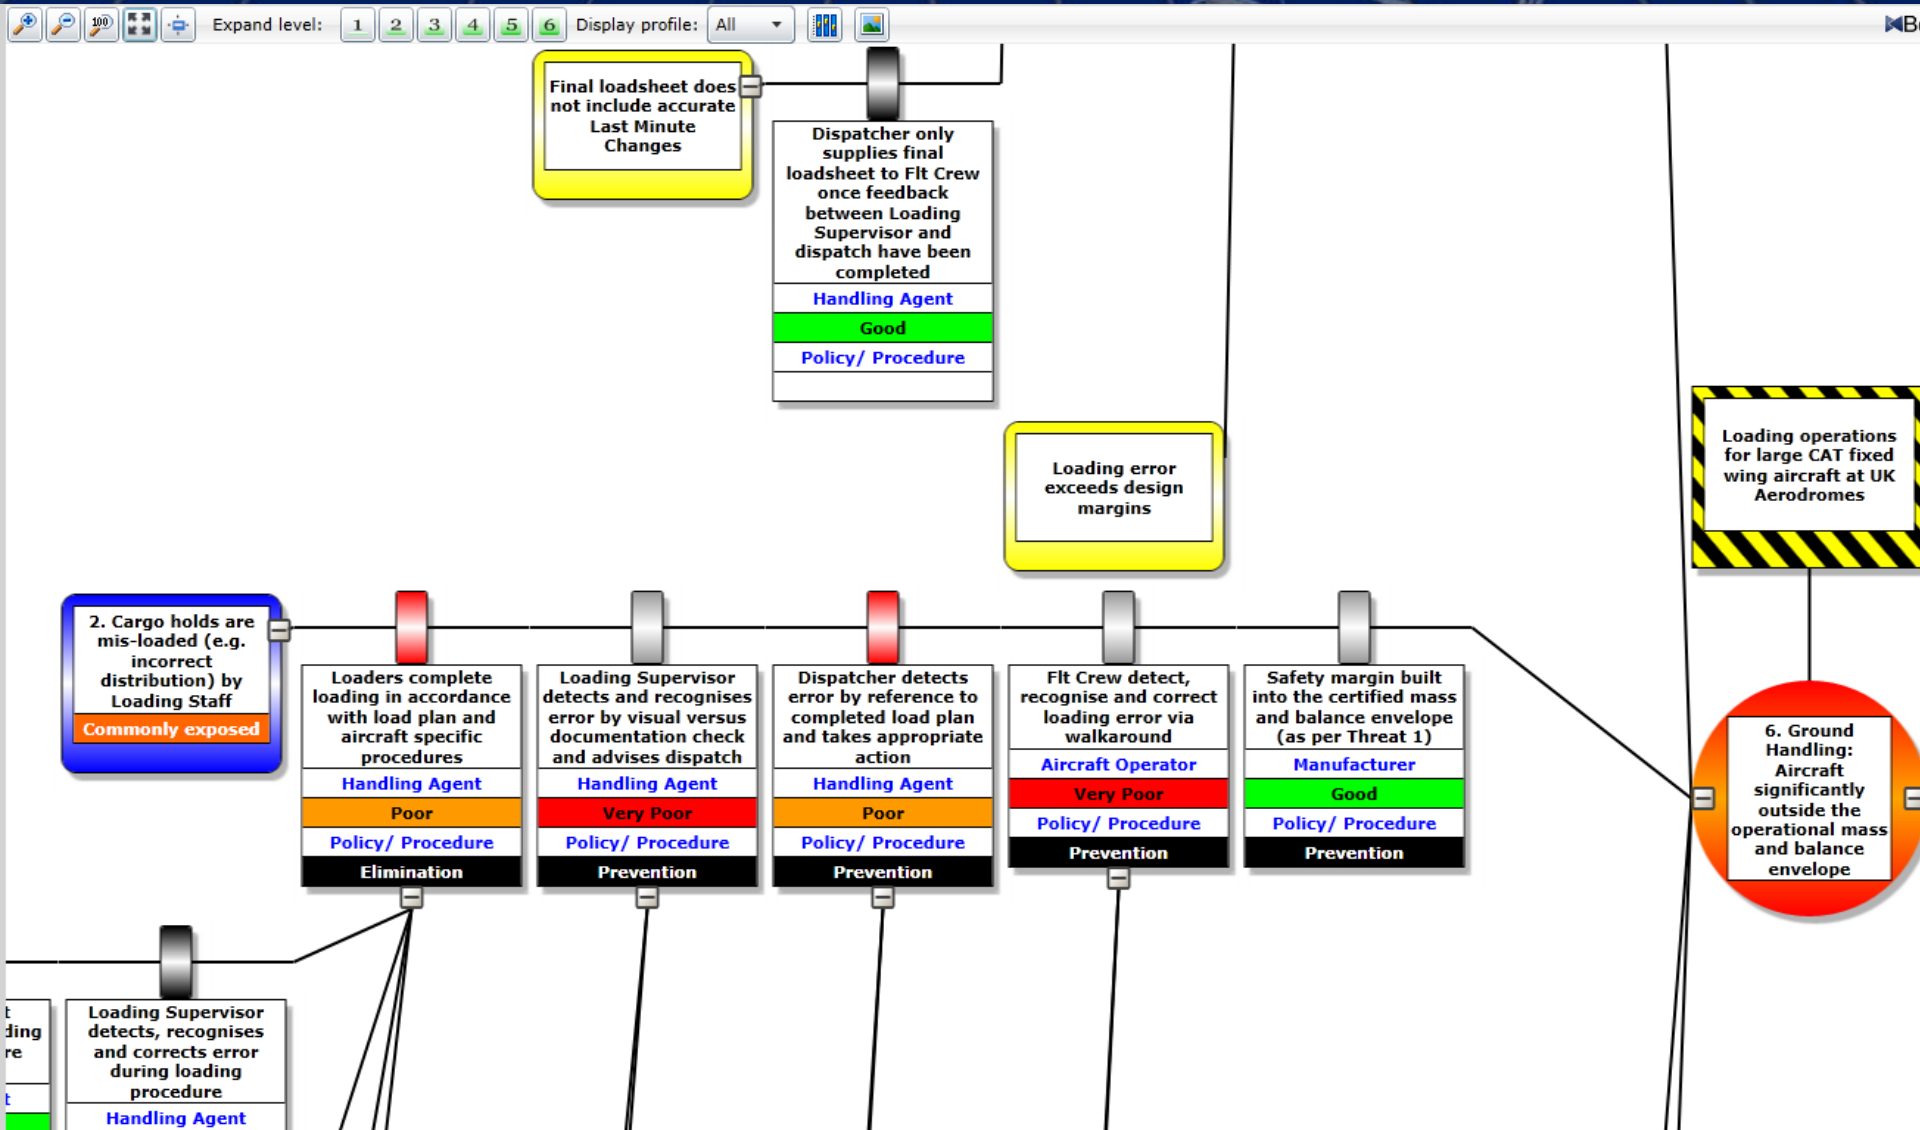 100
Expand level:
1
2
3
4
5
6
Display profile:
All
Final loadsheet does
not include accurate
Last Minute
Changes
Dispatcher only
supplies final
loadsheet to Flt Crew
once feedback
between Loading
Supervisor and
dispatch have been
completed
Handling Agent
Good
Policy/ Procedure
Loading error
exceeds design
margins
Loading operations
for large CAT fixed
wing aircraft at UK
Aerodromes
2. Cargo holds are
mis-loaded (e.g.
incorrect
distribution) by
Loading Staff
Commonly exposed
Loaders complete
loading in accordance
with load plan and
aircraft specific
procedures
Handling Agent
Poor
Policy/ Procedure
Elimination
Loading Supervisor
detects and recognises
error by visual versus
documentation check
and advises dispatch
Handling Agent
Very Poor
Policy/ Procedure
Prevention
Dispatcher detects
error by reference to
completed load plan
and takes appropriate
action
Handling Agent
Poor
Policy/ Procedure
Prevention
Flt Crew detect,
recognise and correct
loading error via
walkaround
Aircraft Operator
Very Poor
Policy/ Procedure
Prevention
Safety margin built
into the certified mass
and balance envelope
(as per Threat 1)
Manufacturer
Good
Policy/ Procedure
Prevention
6. Ground
Handling:
Aircraft
significantly
outside the
operational mass
and balance
envelope
Loading Supervisor
detects, recognises
and corrects error
during loading
procedure
Handling Agent